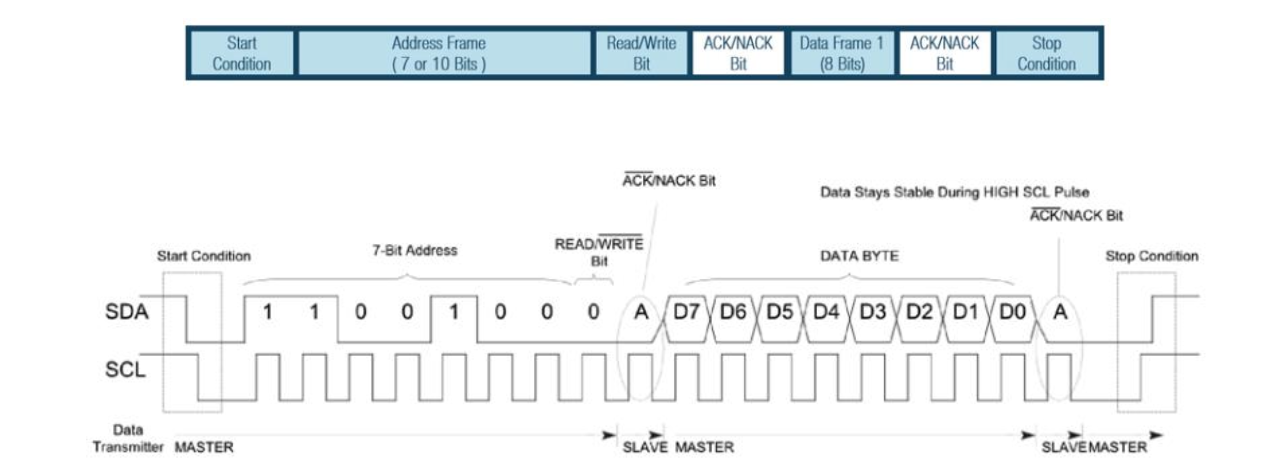 Start Condition
Address Frame ( 7 or 10 Bits )
Read/Write Bit
ACK/NACK Bit
Data Frame 1 (8 Bits)
ACK/NACK Bit
Stop Condition
ACK/NACK Bit
Data Stays Stable During HIGH SCL Pulse
ACK/NACK Bit
Start Condition
7-Bit Address
READ/WRITE Bit
DATA BYTE
Stop Condition
SDA 1 1 0 0 1 0 0 0 A D7 D6 D5 D4 D3 D2 D1 D0 A
SCL
Data Transmitter MASTER SLAVE MASTER SLAVE MASTER